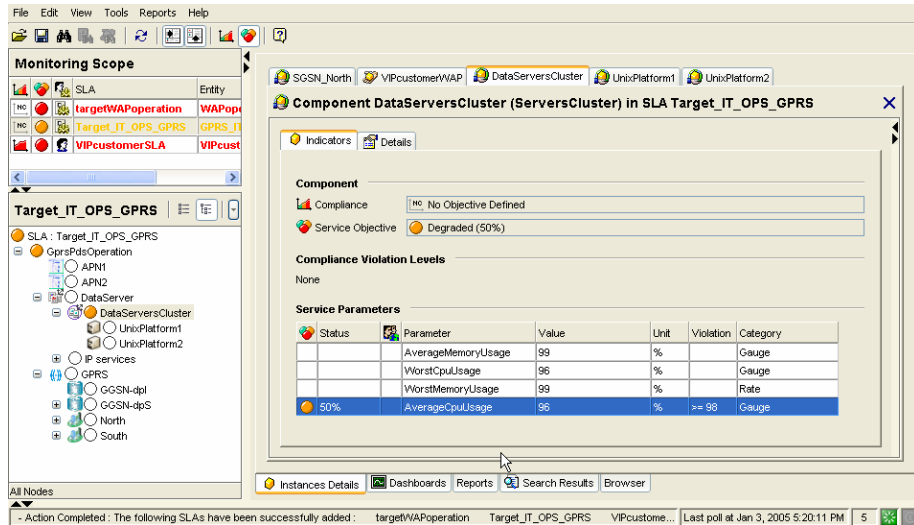 File Edit View Tools Reports Help
Monitoring Scope
SLA Entity
NC targetWAPoperation WAPope
NC Target_IT_OPS_GPRS GPRS_IT
VIPcustomerSLA VIPcust
Target_IT_OPS_GPRS
SLA : Target_IT_OPS_GPRS
GprsPdsOperation
APN1
APN2
DataServer
DataServersCluster
UnixPlatform1
UnixPlatform2
IP services
GPRS
GGSN-dpl
GGSN-dpS
North
South
All Nodes
SGSN_North VIPcustomerWAP DataServersCluster UnixPlatform1 UnixPlatform2
Component DataServersCluster (ServersCluster) in SLA Target_IT_OPS_GPRS
Indicators Details
Component
Compliance NC No Objective Defined
Service Objective Degraded (50%)
Compliance Violation Levels
None
Service Parameters
Status Parameter Value Unit Violation Category
AverageMemoryUsage 99 % Gauge
WorstCpuUsage 96 % Gauge
WorstMemoryUsage 99 % Rate
50% AverageCpuUsage 96 % >= 98 Gauge
Instances Details Dashboards Reports Search Results Browser
- Action Completed : The following SLAs have been successfully added : targetWAPoperation Target_IT_OPS_GPRS VIPcustome... Last poll at Jan 3, 2005 5:20:11 PM 5